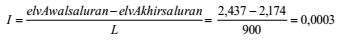 I = elvAwalsaluran−elvAkhirsaluran / L = 2,437 − 2,174 / 900 = 0,0003